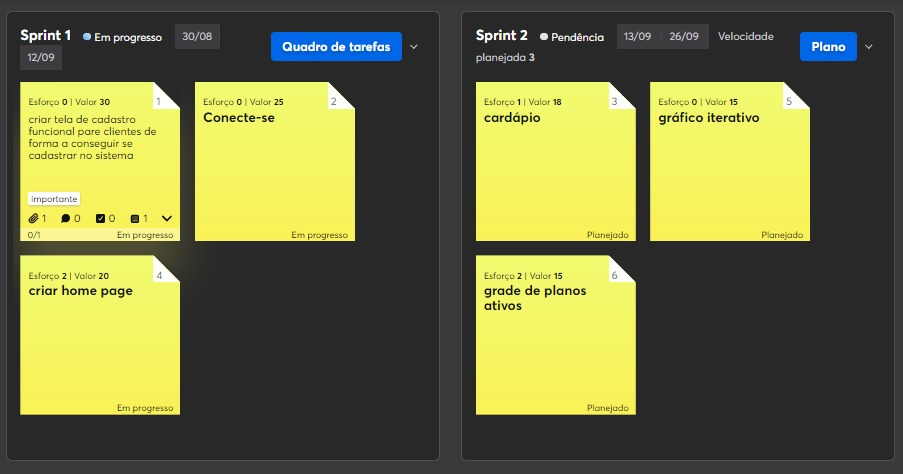 Sprint 1 Em progresso 30/08
12/09
Quadro de tarefas
Esforço 0 | Valor 30
1
criar tela de cadastro
funcional pare clientes de
forma a conseguir se
cadastrar no sistema
importante
1 0 0 1
0/1 Em progresso
Esforço 0 | Valor 25
2
Conecte-se
Em progresso
Esforço 2 | Valor 20
4
criar home page
Em progresso
Sprint 2 Pendência 13/09 26/09 Velocidade
planejada 3
Plano
Esforço 1 | Valor 18
3
cardápio
Planejado
Esforço 0 | Valor 15
5
gráfico iterativo
Planejado
Esforço 2 | Valor 15
6
grade de planos
ativos
Planejado